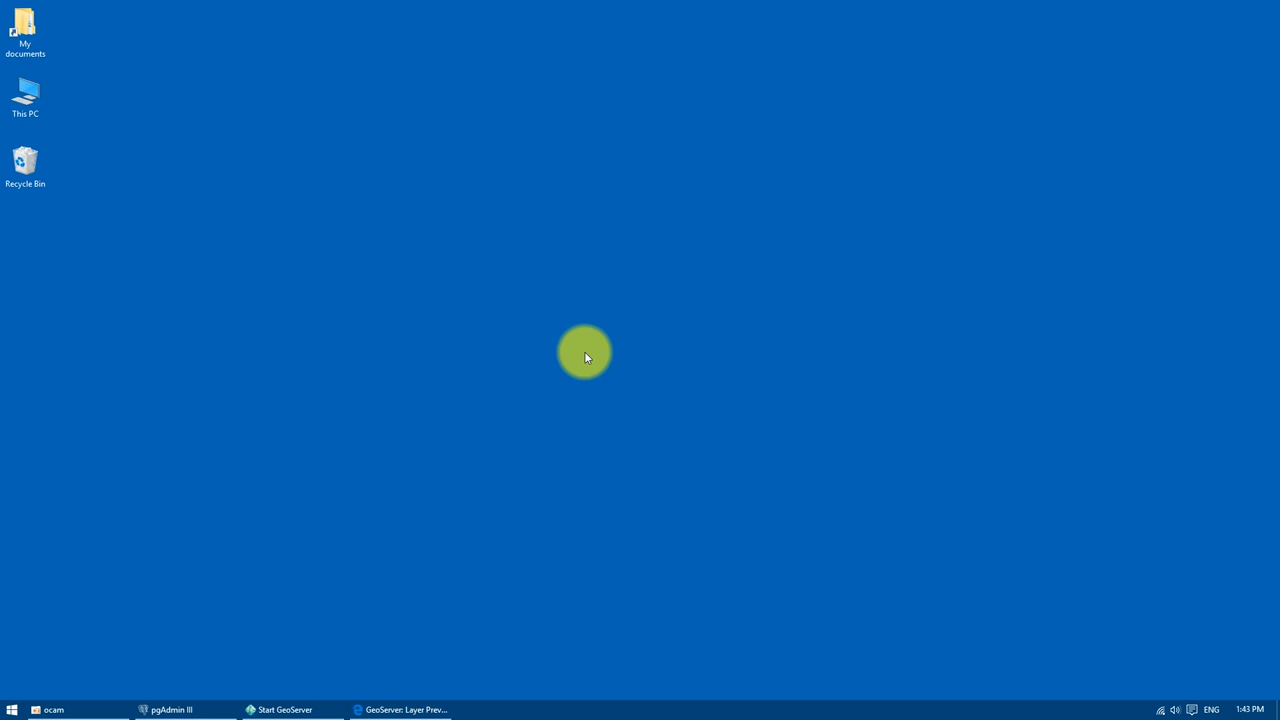 My
documents
This PC
Recycle Bin
ocam
pgAdmin III
Start GeoServer
GeoServer: Layer Prev...
ENG
1:43 PM